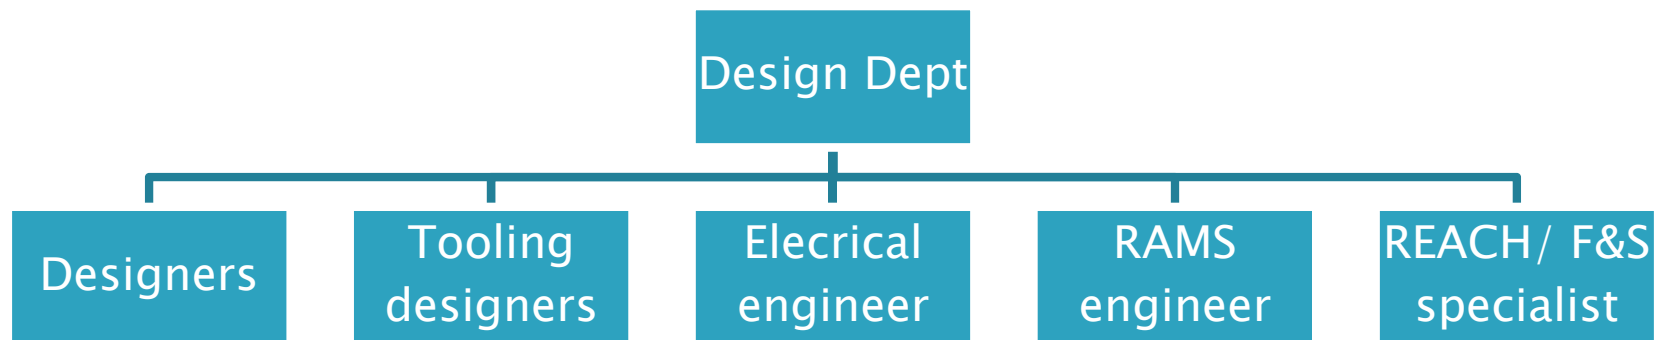 Design Dept
Designers
Tooling
designers
Elecrical
engineer
RAMS
engineer
REACH/ F&S
specialist